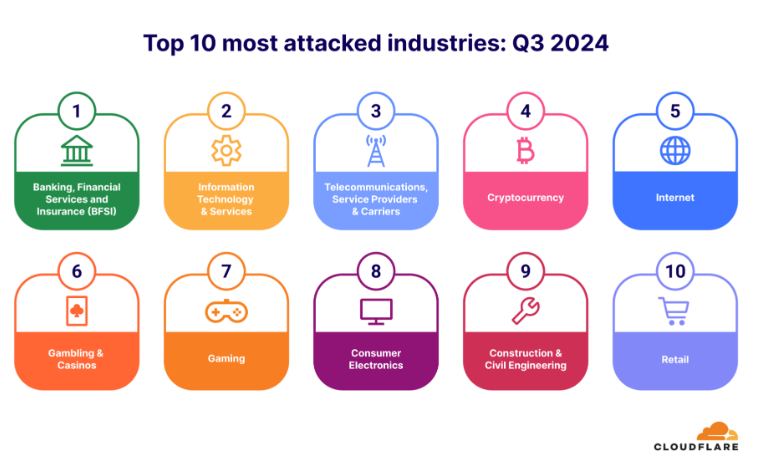 Top 10 most attacked industries: Q3 2024
1
2
3
4
5
Banking, Financial
Services and
Insurance (BFSI)
Information
Technology
& Services
Telecommunications,
Service Providers
& Carriers
Cryptocurrency
Internet
6
7
8
9
10
Gambling &
Casinos
Gaming
Consumer
Electronics
Construction &
Civil Engineering
Retail
CLOUDFLARE